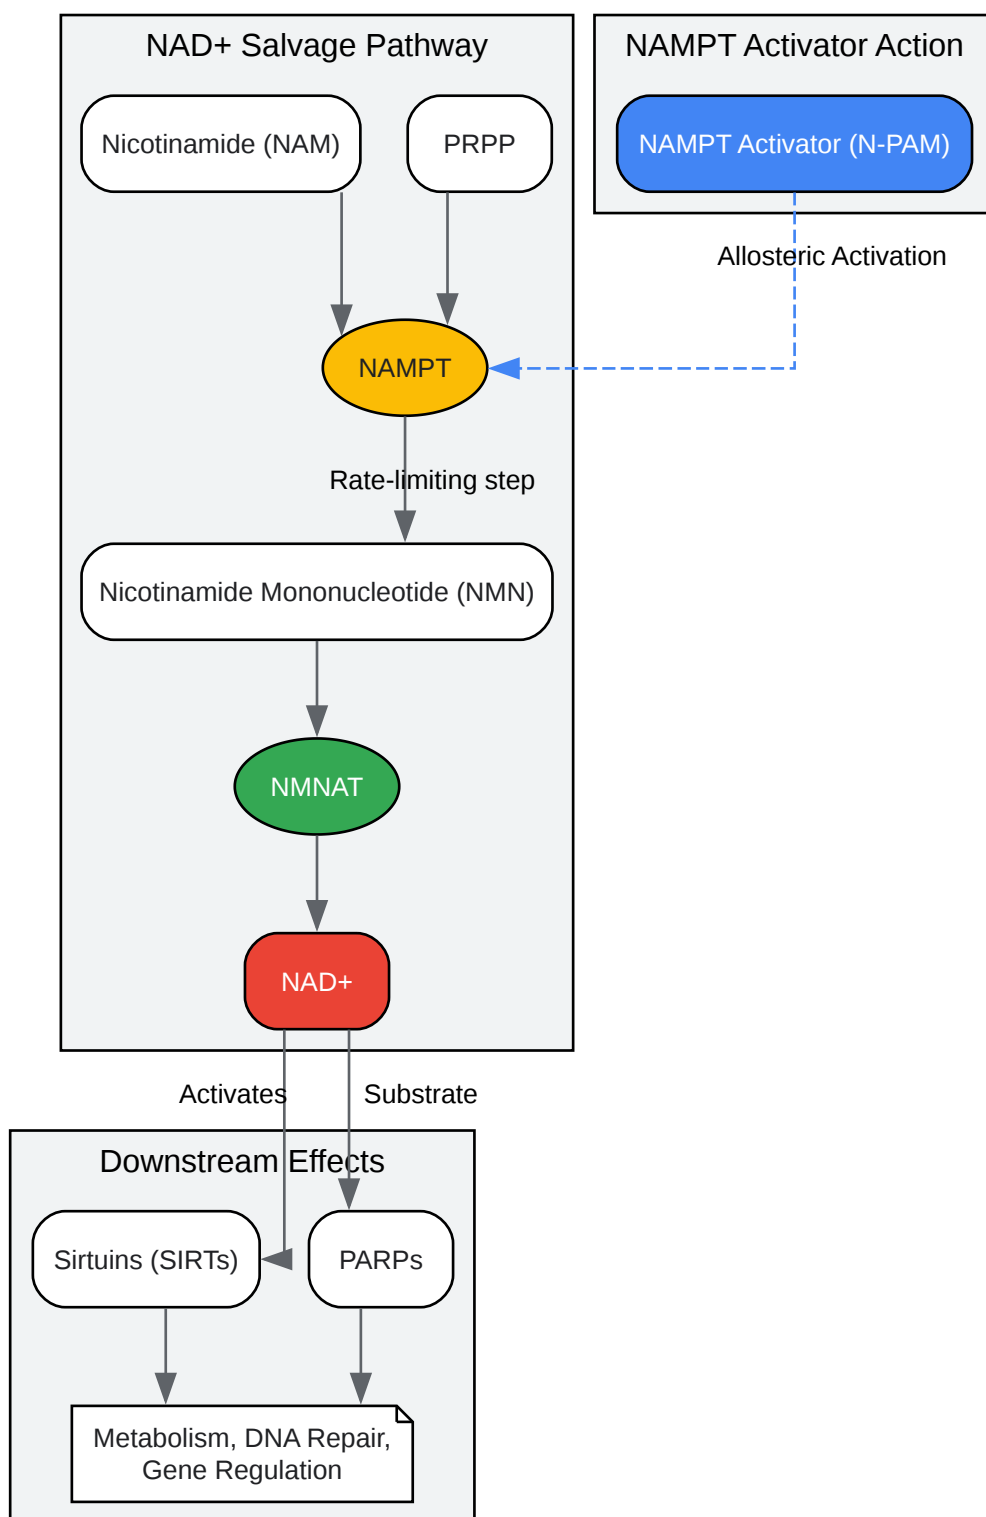 NAD+ Salvage Pathway
NAMPT Activator Action
Nicotinamide (NAM)
PRPP
NAMPT Activator (N-PAM)
Allosteric Activation
NAMPT
Rate-limiting step
Nicotinamide Mononucleotide (NMN)
NMNAT
NAD+
Activates
Substrate
Downstream Effects
Sirtuins (SIRTs)
PARPs
Metabolism, DNA Repair,
Gene Regulation